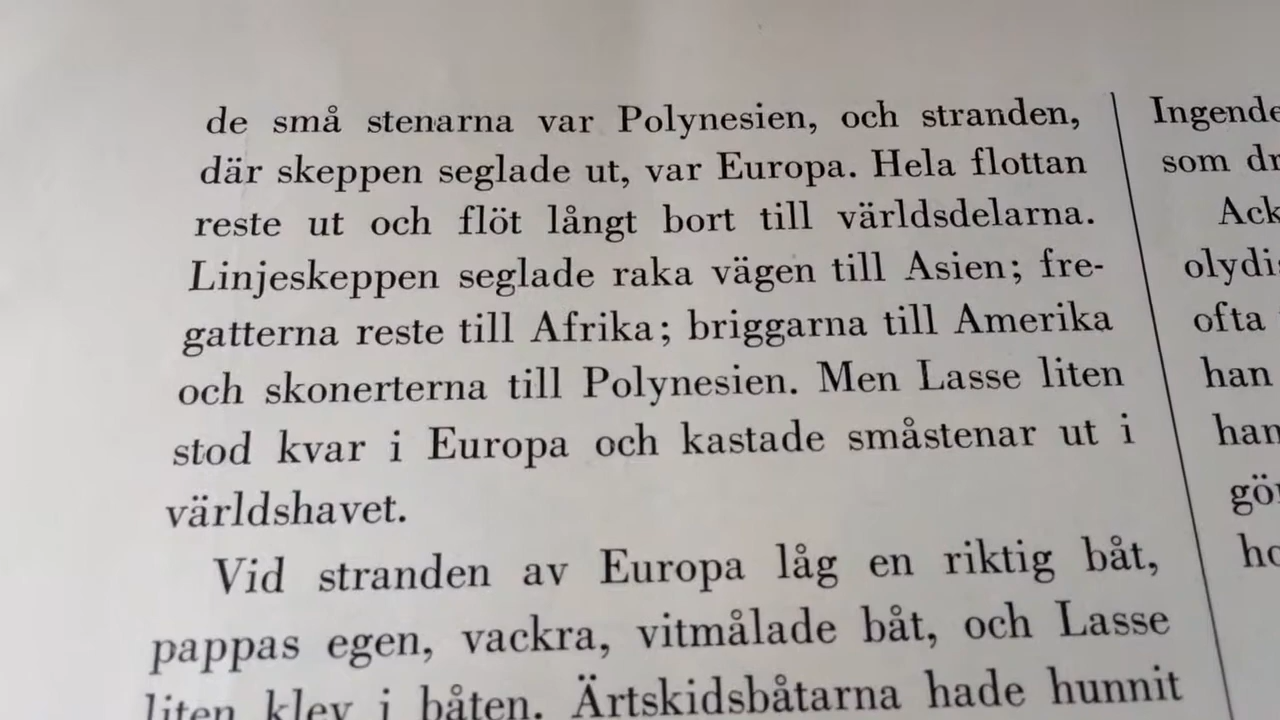 de små stenarna var Polynesien, och stranden,
där skeppen seglade ut, var Europa. Hela flottan
reste ut och flöt långt bort till världsdelarna.
Linjeskeppen seglade raka vägen till Asien; fre-
gatterna reste till Afrika; briggarna till Amerika
och skonerterna till Polynesien. Men Lasse liten
stod kvar i Europa och kastade småstenar ut i
världshavet.
Vid stranden av Europa låg en riktig båt,
pappas egen, vackra, vitmålade båt, och Lasse
liten klev i båten. Ärtskidsbåtarna hade hunnit
som
ofta
han